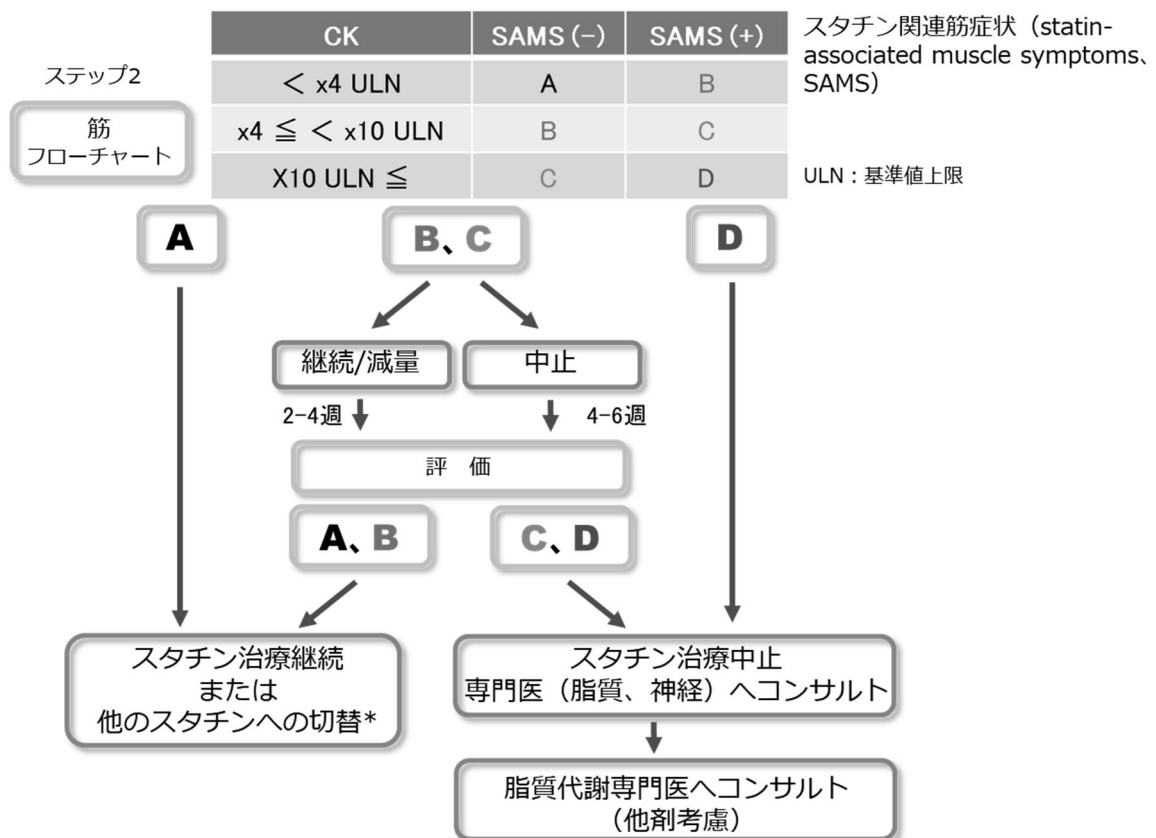 CK SAMS (-) SAMS (+)
< x4 ULN A B
x4 ≦ < x10 ULN B C
X10 ULN ≦ C D
スタチン関連筋症状（statin-
associated muscle symptoms、
SAMS）
ULN：基準値上限
ステップ2
筋
フローチャート
A
B、C
D
継続/減量
中止
2-4週
4-6週
評 価
A、B
C、D
スタチン治療継続
または
他のスタチンへの切替*
スタチン治療中止
専門医（脂質、神経）へコンサルト
脂質代謝専門医へコンサルト
（他剤考慮）